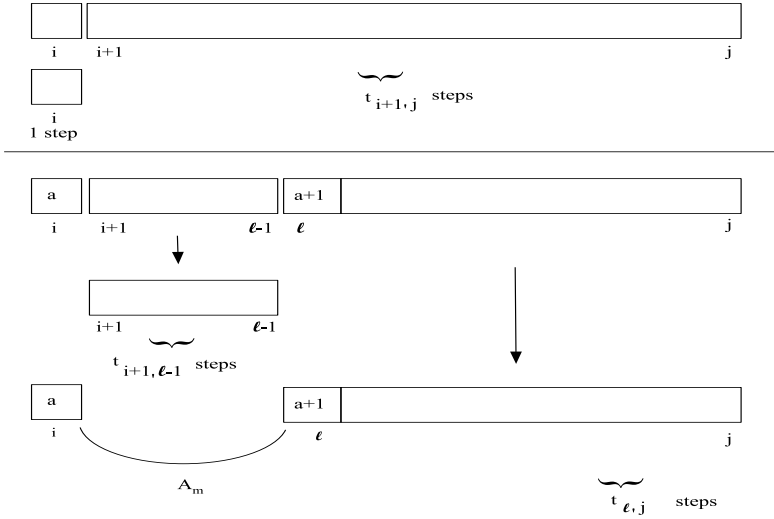 i i+1 j
i t i+1, j steps
1 step
a a+1
i i+1 ℓ-1 ℓ j
i+1 ℓ-1
t i+1, ℓ-1 steps
a a+1
i ℓ j
A m
t ℓ, j steps